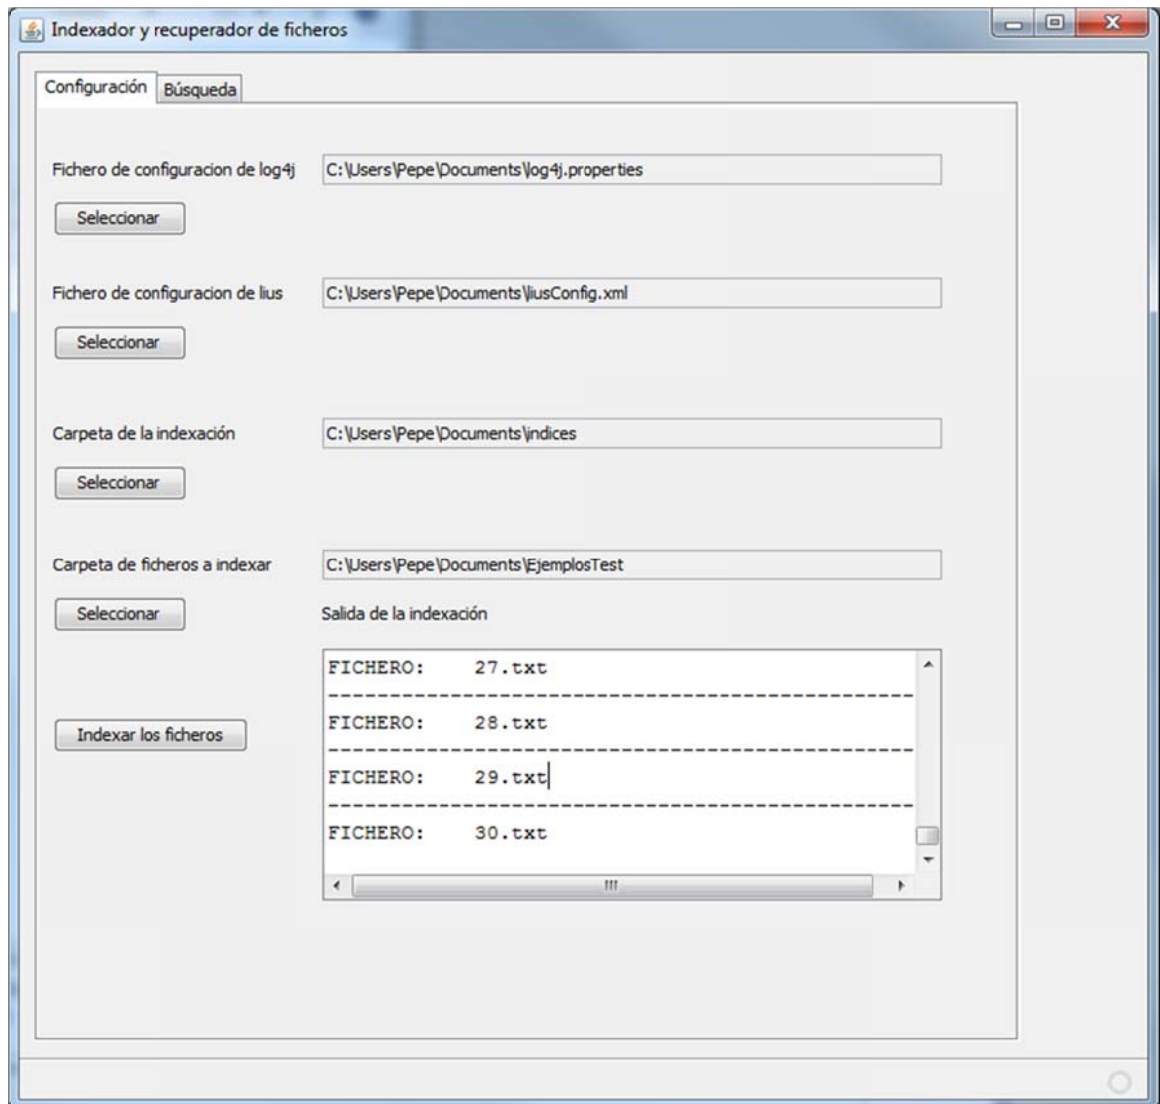 Indexador y recuperador de ficheros
Configuración Búsqueda
Fichero de configuracion de log4j C:\Users\Pepe\Documents\log4j.properties
Seleccionar
Fichero de configuracion de lius C:\Users\Pepe\Documents\liusConfig.xml
Seleccionar
Carpeta de la indexación C:\Users\Pepe\Documents\indices
Seleccionar
Carpeta de ficheros a indexar C:\Users\Pepe\Documents\EjemplosTest
Seleccionar Salida de la indexación
FICHERO: 27.txt
------------------------------------------------
FICHERO: 28.txt
------------------------------------------------
Indexar los ficheros
FICHERO: 29.txt
------------------------------------------------
FICHERO: 30.txt